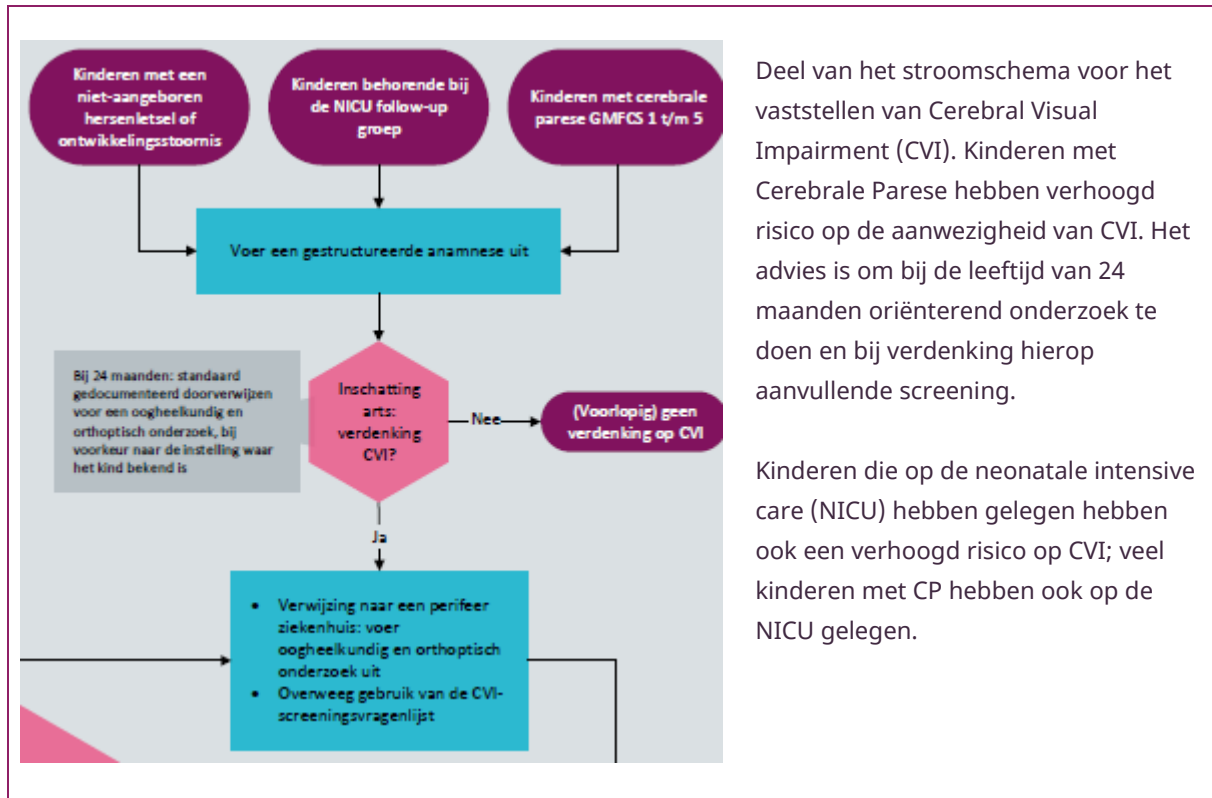 Kinderen met een
niet-aangeboren
hersenletsel of
ontwikkelingsstoornis
Kinderen behorende bij
de NICU follow-up
groep
Kinderen met cerebrale
parese GMFCS 1 t/m 5
Voer een gestructureerde anamnese uit
Bij 24 maanden: standaard
gedocumenteerd doorverwijzen
voor een oogheelkundig en
orthoptisch onderzoek, bij
voorkeur naar de instelling waar
het kind bekend is
Inschatting
arts:
verdenking
CVI?
Nee
(Voorlopig) geen
verdenking op CVI
Ja
• Verwijzing naar een perifeer
ziekenhuis: voer
oogheelkundig en orthoptisch
onderzoek uit
• Overweeg gebruik van de CVI-
screeningsvragenlijst
Deel van het stroomschema voor het
vaststellen van Cerebral Visual
Impairment (CVI). Kinderen met
Cerebrale Parese hebben verhoogd
risico op de aanwezigheid van CVI. Het
advies is om bij de leeftijd van 24
maanden oriënterend onderzoek te
doen en bij verdenking hierop
aanvullende screening.
Kinderen die op de neonatale intensive
care (NICU) hebben gelegen hebben
ook een verhoogd risico op CVI; veel
kinderen met CP hebben ook op de
NICU gelegen.